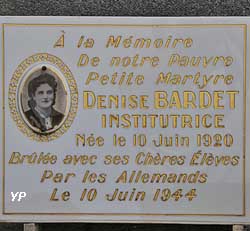 À la Mémoire
De notre Pauvre
Petite Martyre
DENISE BARDET
INSTITUTRICE
Née le 10 Juin 1920
Brûlée avec ses Chères Élèves
Par les Allemands
Le 10 Juin 1944
YP